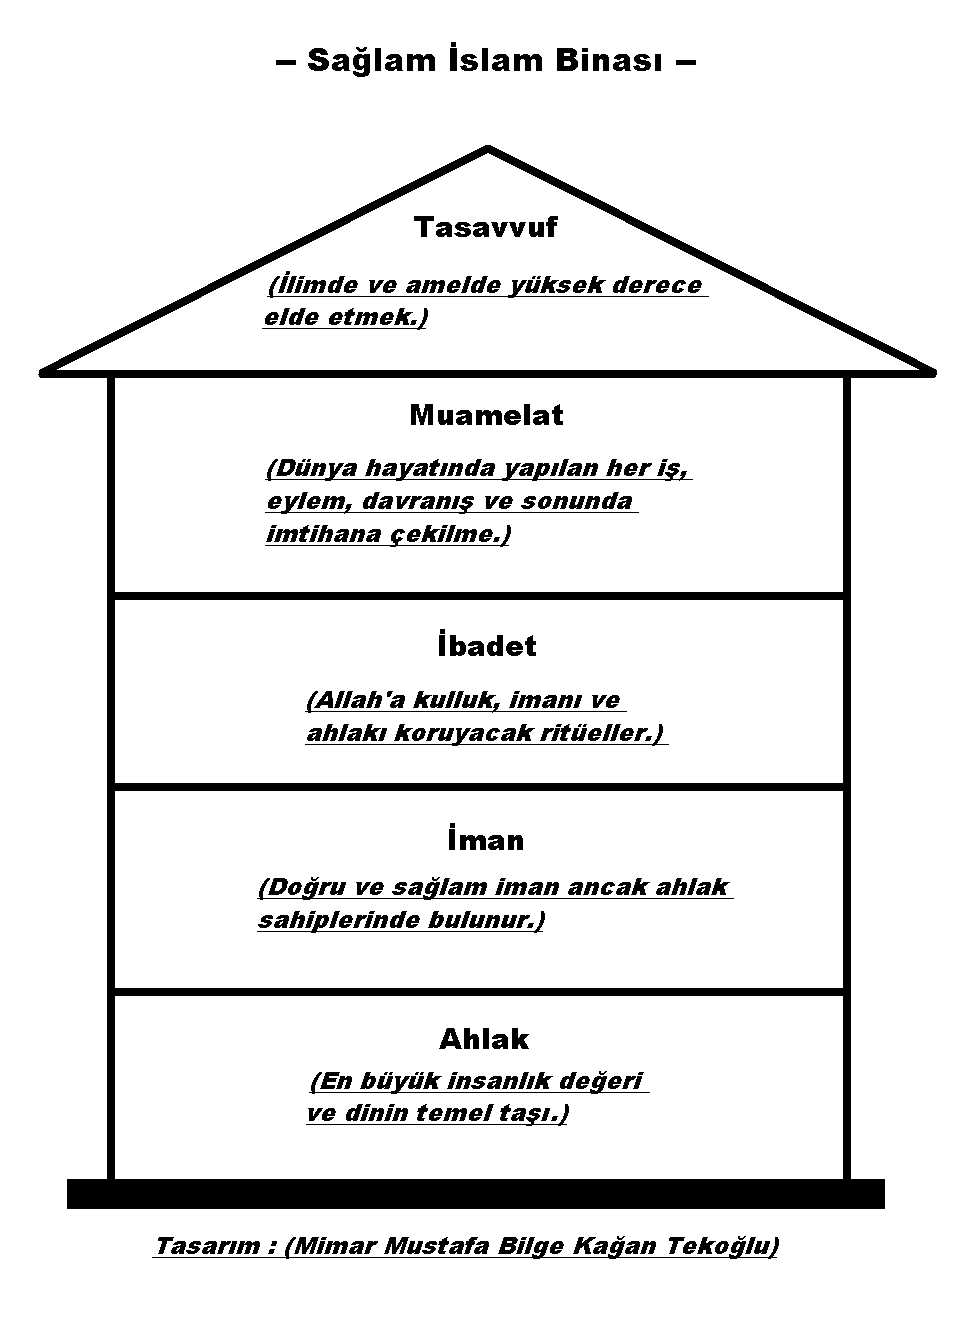 – Sağlam İslam Binası –
Tasavvuf
(İlimde ve amelde yüksek derece
elde etmek.)
Muamelat
(Dünya hayatında yapılan her iş,
eylem, davranış ve sonunda
imtihana çekilme.)
İbadet
(Allah'a kulluk, imanı ve
ahlakı koruyacak ritüeller.)
İman
(Doğru ve sağlam iman ancak ahlak
sahiplerinde bulunur.)
Ahlak
(En büyük insanlık değeri
ve dinin temel taşı.)
Tasarım : (Mimar Mustafa Bilge Kağan Tekoğlu)